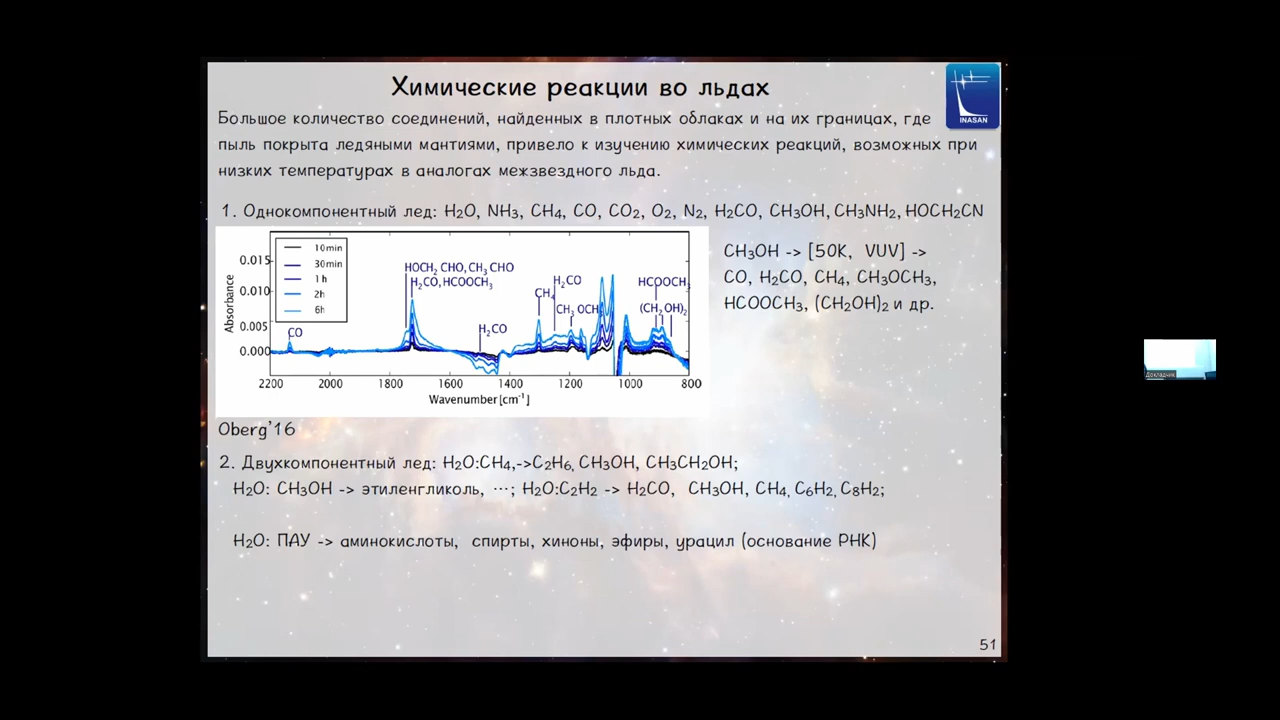 Химические реакции во льдах
INASAN
Большое количество соединений, найденных в плотных облаках и на их границах, где
пыль покрыта ледяными мантиями, привело к изучению химических реакций, возможных при
низких температурах в аналогах межзвездного льда.
1. Однокомпонентный лед: H2O, NH3, CH4, CO, CO2, O2, N2, H2CO, CH3OH, CH3NH2, HOCH2CN
10min
30min
1 h
2h
6h
0.015
0.010
0.005
0.000
Absorbance
CO
HOCH2 CHO, CH3 CHO
H2CO, HCOOCH3
H2CO
CH4
H2CO
CH3 OCH
HCOOCH3
(CH2OH)2
2200 2000 1800 1600 1400 1200 1000 800
Wavenumber[cm-1]
CH3OH -> [50K, VUV] ->
CO, H2CO, CH4, CH3OCH3,
HCOOCH3, (CH2OH)2 и др.
Oberg'16
2. Двухкомпонентный лед: H2O:CH4,->C2H6, CH3OH, CH3CH2OH;
H2O: CH3OH -> этиленгликоль, ...; H2O:C2H2 -> H2CO, CH3OH, CH4, C6H2, C8H2;
H2O: ПАУ -> аминокислоты, спирты, хиноны, эфиры, урацил (основание РНК)
51
Докладчик